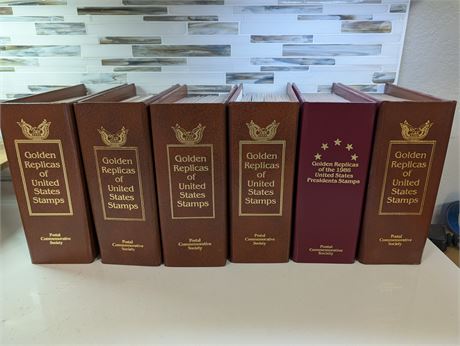 Golden
Replicas
of
United
States
Stamps
Postal
Commemorative
Society
Golden
Replicas
of
United
States
Stamps
Postal
Commemorative
Society
Golden
Replicas
of
United
States
Stamps
Postal
Commemorative
Society
Golden
Replicas
of
United
States
Stamps
Postal
Commemorative
Society
Golden Replicas
of the 1986
United States
Presidents Stamps
Postal
Commemorative
Society
Golden
Replicas
of
United
States
Stamps
Postal
Commemorative
Society